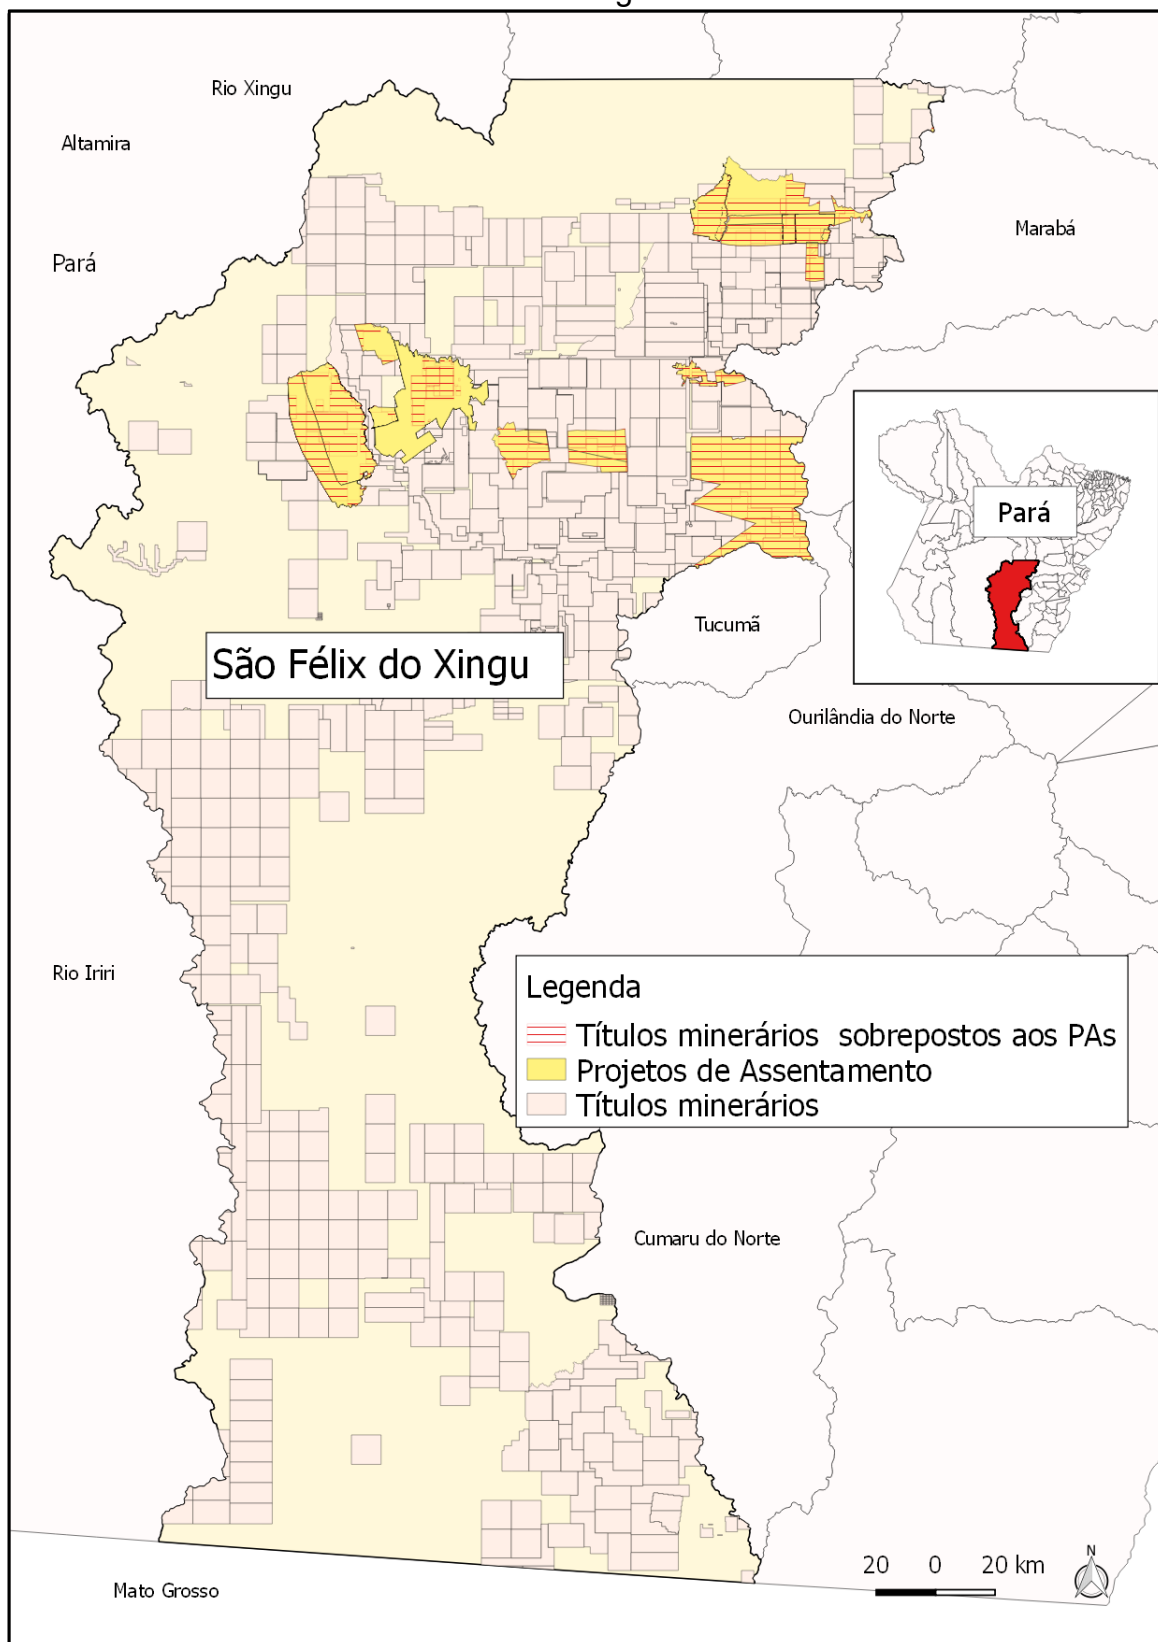 Rio Xingu
Altamira
Marabá
Pará
Pará
Tucumã
São Félix do Xingu
Ourilândia do Norte
Rio Iriri
Legenda
Títulos minerários sobrepostos aos PAs
Projetos de Assentamento
Títulos minerários
Cumaru do Norte
N
20 0 20 km
Mato Grosso